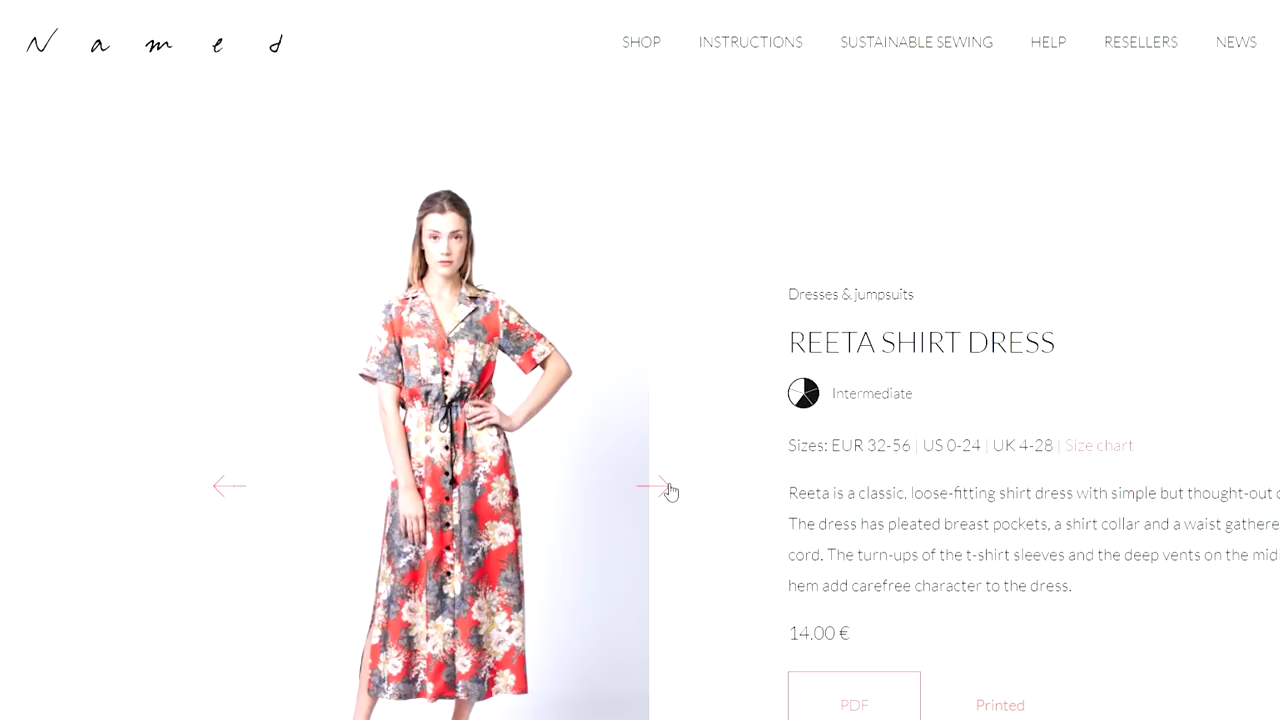 Named
SHOP INSTRUCTIONS SUSTAINABLE SEWING HELP RESELLERS NEWS
Dresses & jumpsuits
REETA SHIRT DRESS
Intermediate
Sizes: EUR 32-56 | US 0-24 | UK 4-28 | Size chart
Reeta is a classic, loose-fitting shirt dress with simple but thought-out
The dress has pleated breast pockets, a shirt collar and a waist gathere
cord. The turn-ups of the t-shirt sleeves and the deep vents on the mid
hem add carefree character to the dress.
14.00 €
PDF Printed